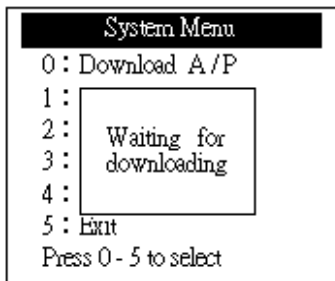 System Menu
0 : Download A/P
1 :
2 :
3 :
4 :
Waiting for
downloading
5 : Exit
Press 0 - 5 to select